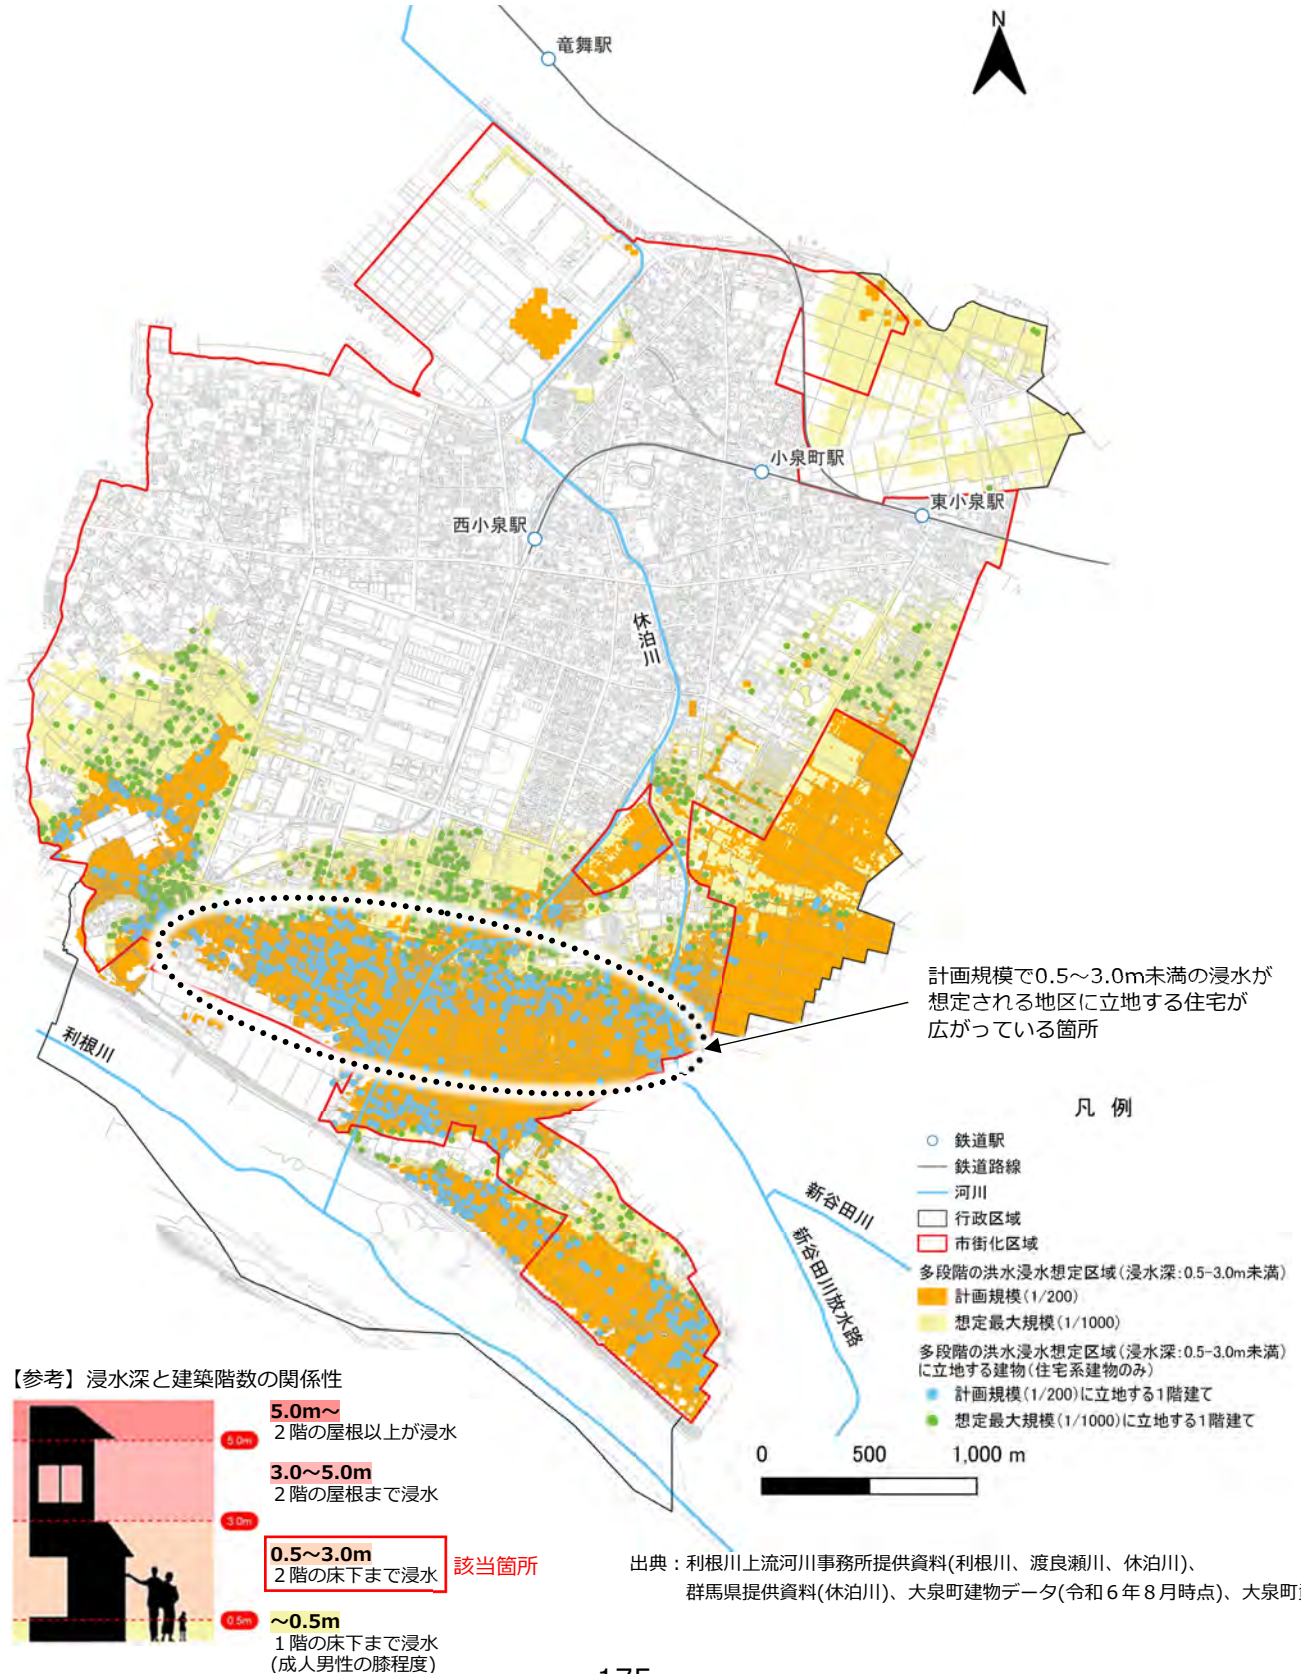 N
竜舞駅
小泉町駅
東小泉駅
西小泉駅
休泊川
計画規模で0.5～3.0m未満の浸水が
想定される地区に立地する住宅が
広がっている箇所
利根川
新谷田川
新谷田川放水路
凡 例
鉄道駅
鉄道路線
河川
行政区域
市街化区域
多段階の洪水浸水想定区域(浸水深:0.5-3.0m未満)
計画規模(1/200)
想定最大規模(1/1000)
多段階の洪水浸水想定区域(浸水深:0.5-3.0m未満)
に立地する建物(住宅系建物のみ)
計画規模(1/200)に立地する1階建て
想定最大規模(1/1000)に立地する1階建て
0 500 1,000 m
【参考】浸水深と建築階数の関係性
5.0m～
２階の屋根以上が浸水
5.0m
3.0～5.0m
２階の屋根まで浸水
3.0m
0.5～3.0m
２階の床下まで浸水
該当箇所
0.5m
～0.5m
１階の床下まで浸水
(成人男性の膝程度)
出典：利根川上流河川事務所提供資料(利根川、渡良瀬川、休泊川)、
群馬県提供資料(休泊川)、大泉町建物データ(令和６年８月時点)、大泉町
175